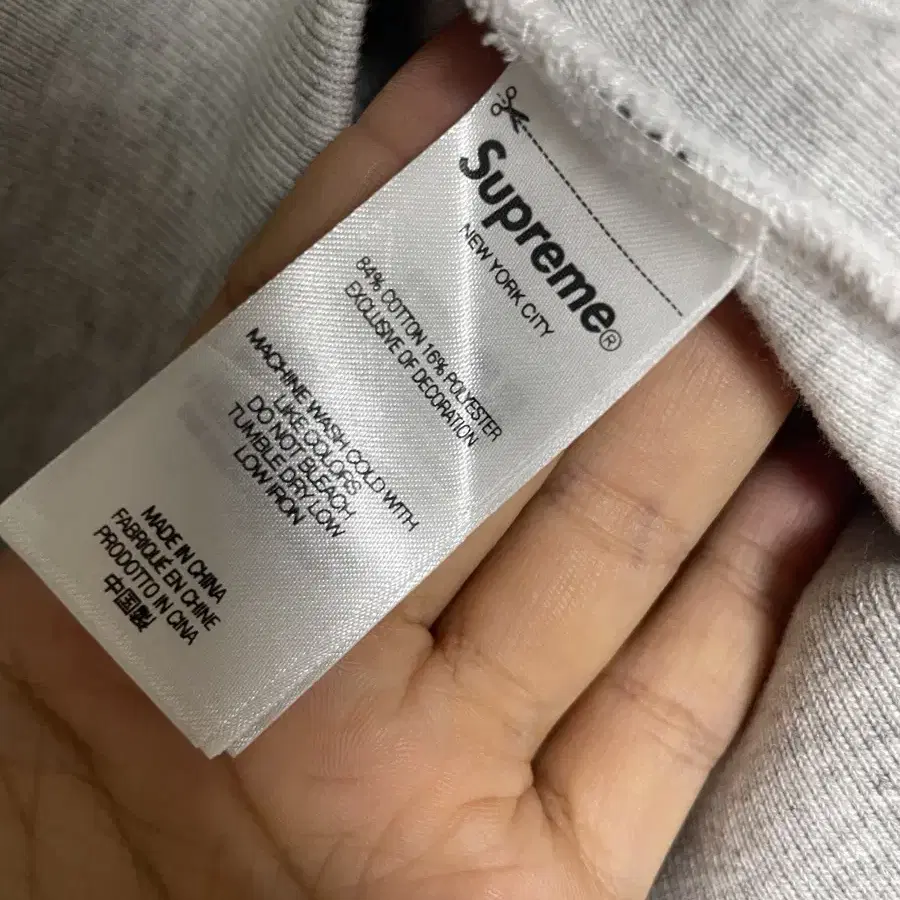 Supreme®
NEW YORK CITY
84% COTTON 16% POLYESTER
EXCLUSIVE OF DECORATION
MACHINE WASH COLD WITH
LIKE COLORS
DO NOT BLEACH
TUMBLE DRY LOW
LOW IRON
MADE IN CHINA
FABRIQUE EN CHINE
PRODOTTO IN CINA
中国製